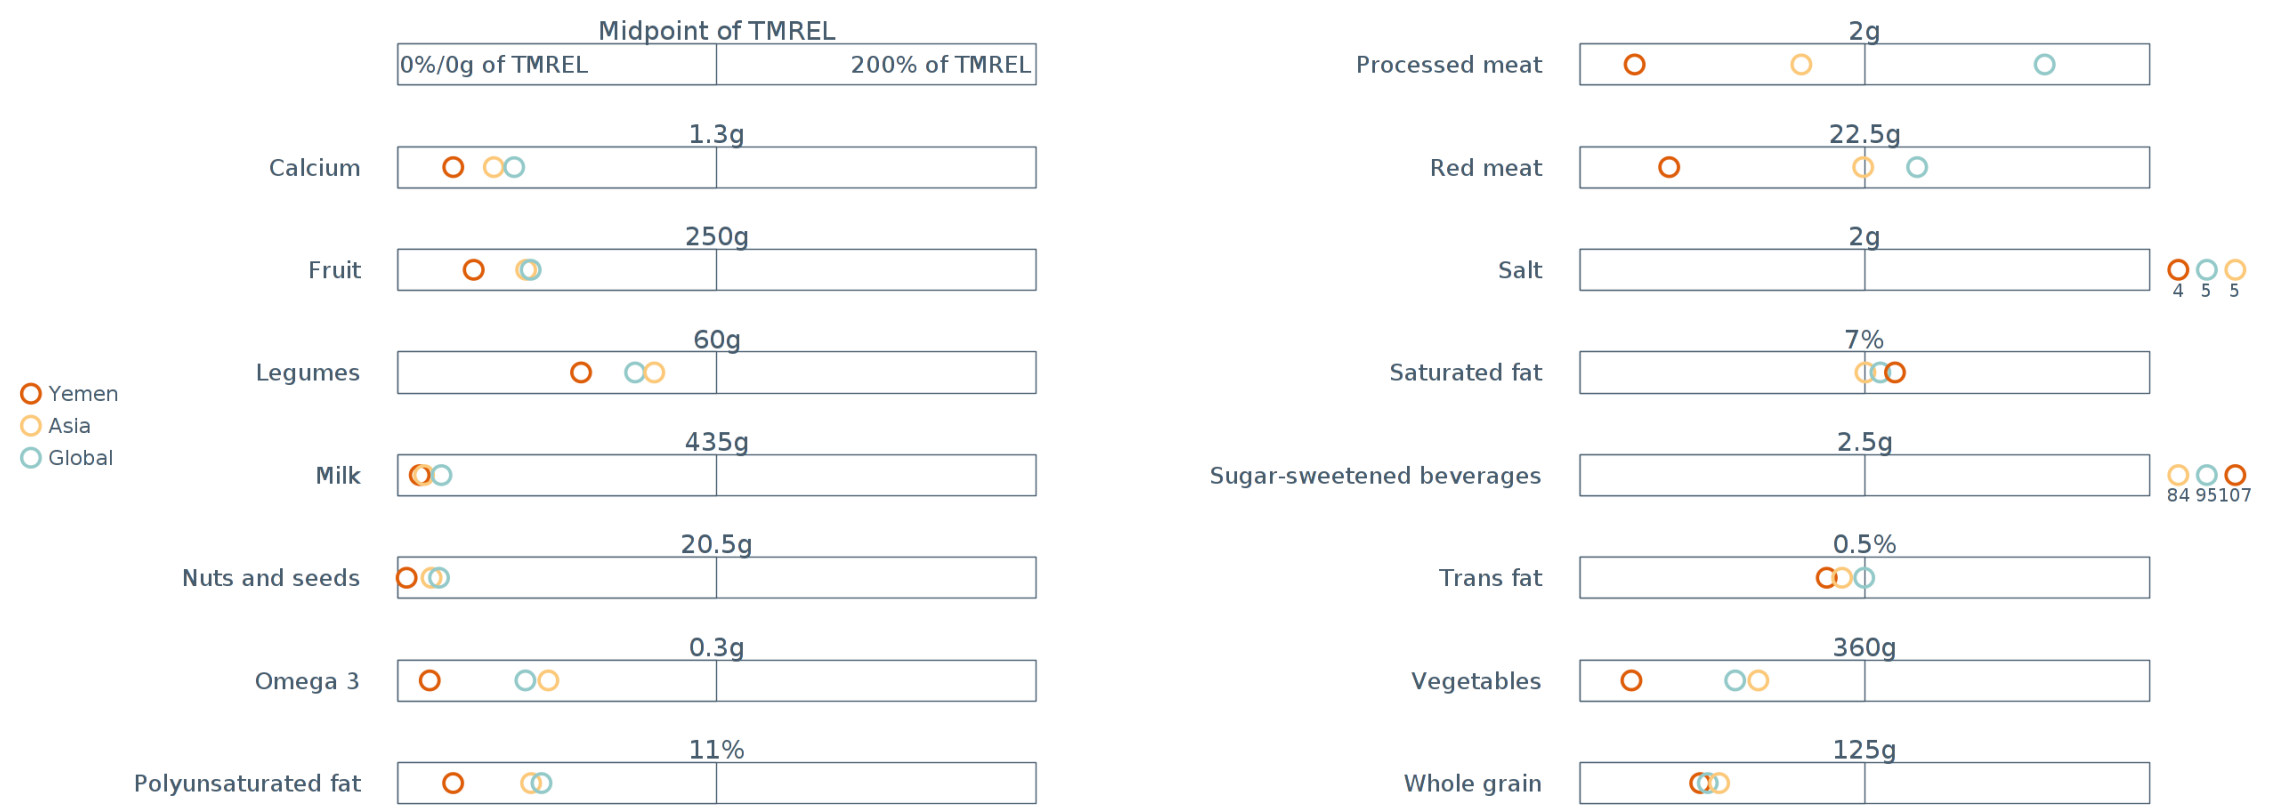 Midpoint of TMREL
0%/0g of TMREL
200% of TMREL
1.3g
Calcium
250g
Fruit
60g
Legumes
435g
Milk
20.5g
Nuts and seeds
0.3g
Omega 3
11%
Polyunsaturated fat
Yemen
Asia
Global
2g
Processed meat
22.5g
Red meat
2g
Salt
4 5 5
7%
Saturated fat
2.5g
Sugar-sweetened beverages
84 95 107
0.5%
Trans fat
360g
Vegetables
125g
Whole grain